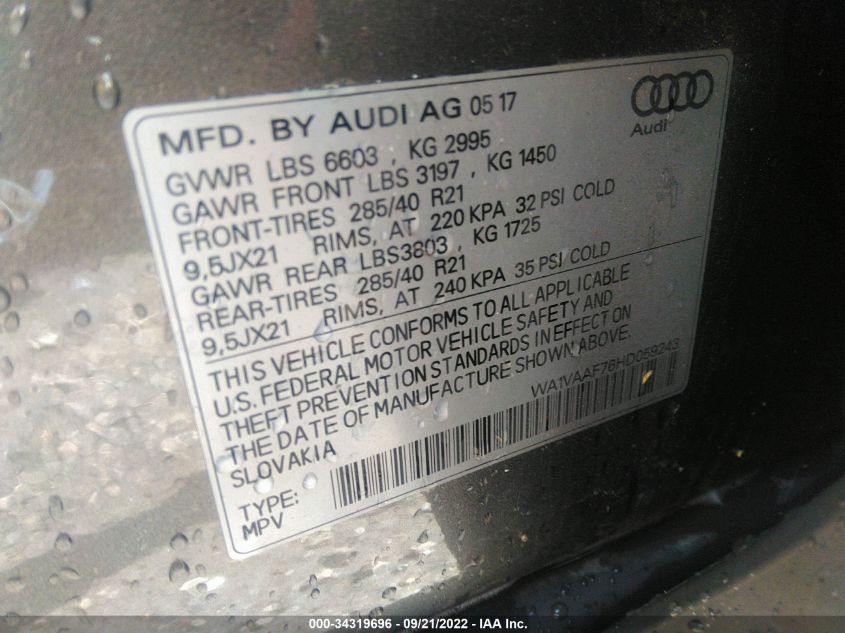 MFD. BY AUDI AG 05 17
Audi
GVWR LBS 6603 , KG 2995
GAWR FRONT LBS 3197 , KG 1450
FRONT-TIRES 285/40 R21
9,5JX21 RIMS, AT 220 KPA 32 PSI COLD
GAWR REAR LBS3803 , KG 1725
REAR-TIRES 285/40 R21
9,5JX21 RIMS, AT 240 KPA 35 PSI COLD
THIS VEHICLE CONFORMS TO ALL APPLICABLE
U.S. FEDERAL MOTOR VEHICLE SAFETY AND
THEFT PREVENTION STANDARDS IN EFFECT ON
THE DATE OF MANUFACTURE SHOWN ABOVE.
SLOVAKIA
WA1VAAF76HD059243
TYPE:
MPV
000-34319696 - 09/21/2022 - IAA Inc.